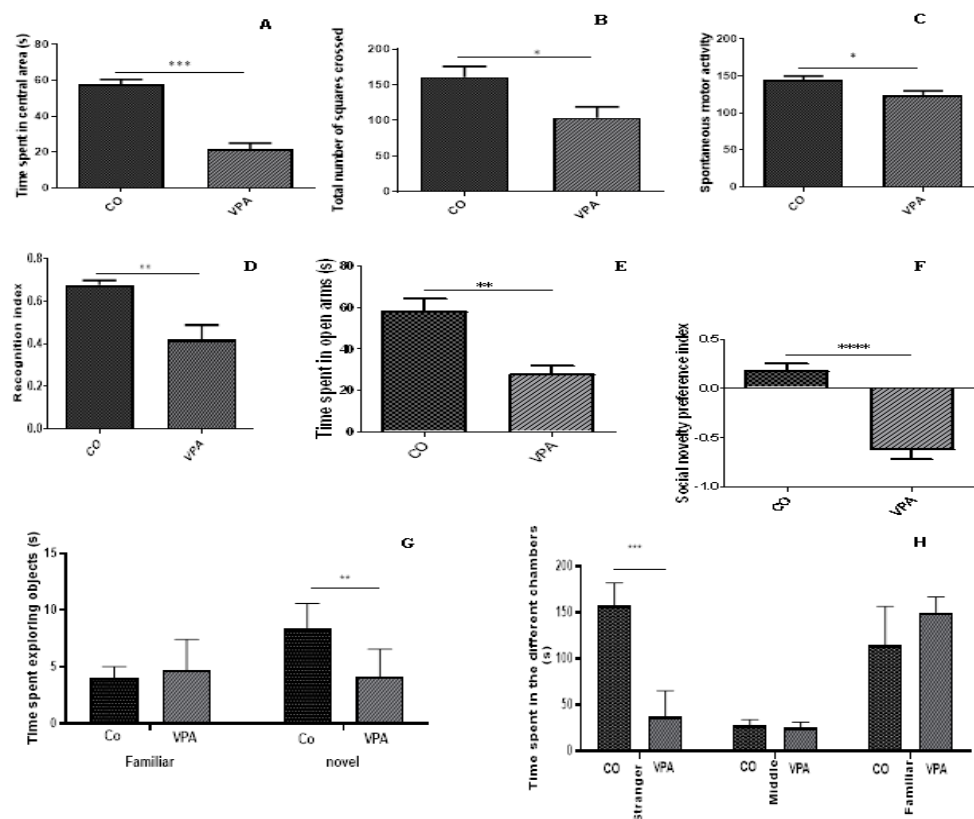 A
Time spent in central area (s)
80
60
40
20
0
***
CO
VPA
B
Total number of squares crossed
200
150
100
50
0
*
CO
VPA
C
Spontaneous motor activity
200
150
100
50
0
*
CO
VPA
D
Recognition index
0.8
0.6
0.4
0.2
0.0
**
CO
VPA
E
Time spent in open arms (s)
80
60
40
20
0
**
CO
VPA
F
Social novelty preference index
0.5
0.0
-0.5
-1.0
****
CO
VPA
G
Time spent exploring objects (s)
15
10
5
0
**
Co
VPA
Co
VPA
Familiar
novel
H
Time spent in the different chambers
(s)
200
150
100
50
0
***
CO
VPA
CO
VPA
CO
VPA
Stranger
Middle
Familiar